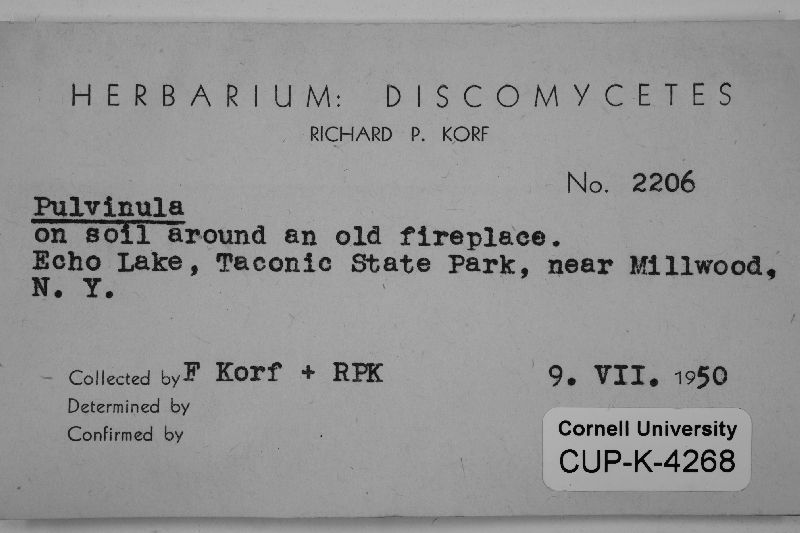 HERBARIUM: DISCOMYCETES
RICHARD P. KORF
No. 2206
Pulvinula
on soil around an old fireplace.
Echo Lake, Taconic State Park, near Millwood,
N. Y.
Collected by F Korf + RPK 9. VII. 1950
Determined by
Confirmed by
Cornell University
CUP-K-4268